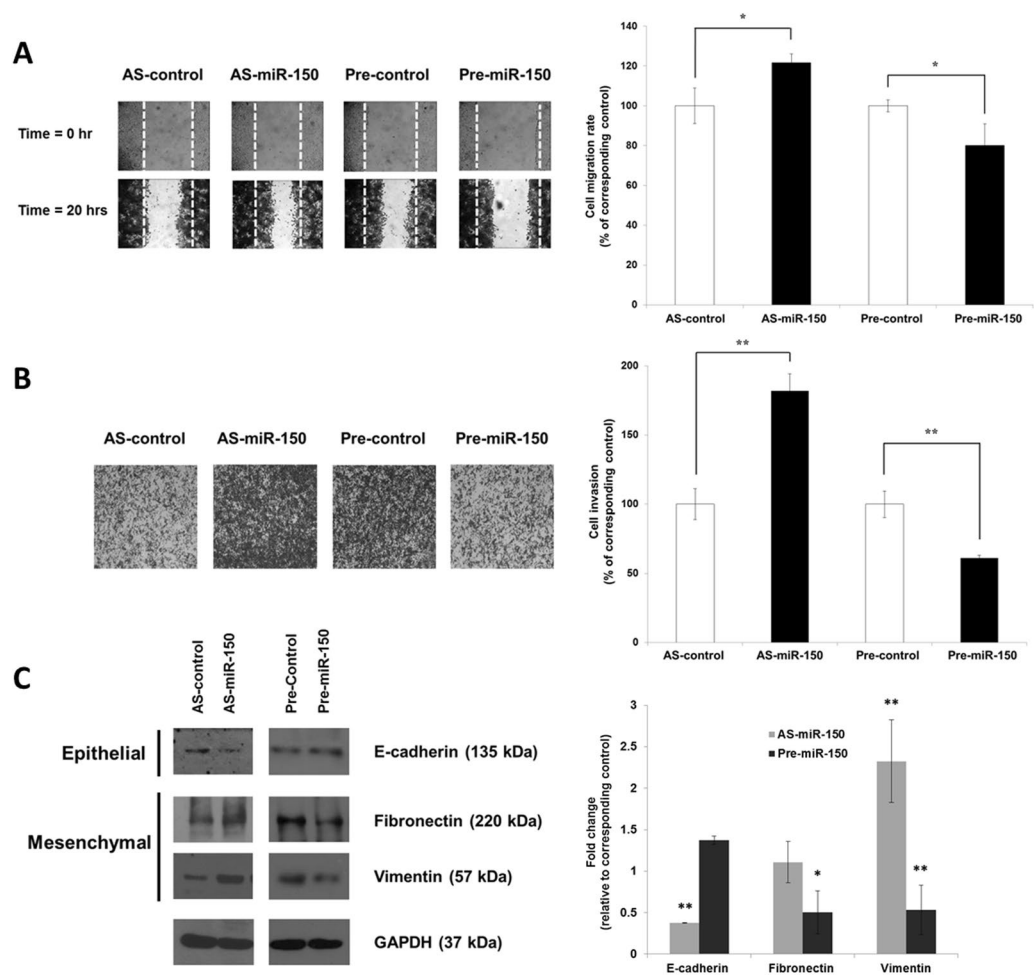 A
AS-control AS-miR-150 Pre-control Pre-miR-150
Time = 0 hr
Time = 20 hrs
Cell migration rate
(% of corresponding control)
140
120
100
80
60
40
20
0
*
*
AS-control AS-miR-150 Pre-control Pre-miR-150
B
AS-control AS-miR-150 Pre-control Pre-miR-150
Cell invasion
(% of corresponding control)
200
150
100
50
0
**
**
AS-control AS-miR-150 Pre-control Pre-miR-150
C
AS-control
AS-miR-150
Pre-Control
Pre-miR-150
Epithelial
E-cadherin (135 kDa)
Mesenchymal
Fibronectin (220 kDa)
Vimentin (57 kDa)
GAPDH (37 kDa)
Fold change
(relative to corresponding control)
3
2.5
2
1.5
1
0.5
0
AS-miR-150
Pre-miR-150
**
*
**
**
E-cadherin Fibronectin Vimentin